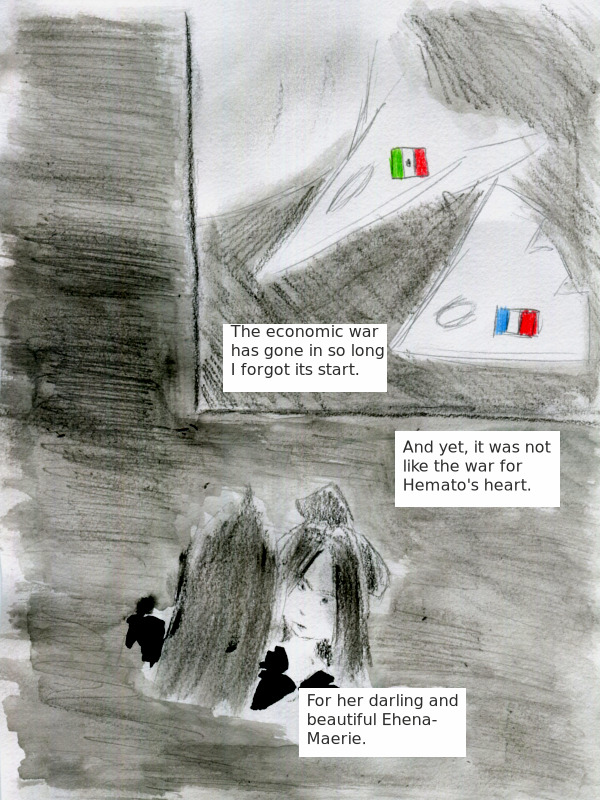 The economic war
has gone in so long
I forgot its start.
And yet, it was not
like the war for
Hemato's heart.
For her darling and
beautiful Ehena-
Maerie.